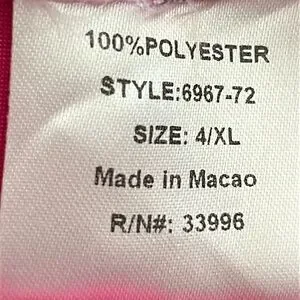 100%POLYESTER
STYLE:6967-72
SIZE: 4/XL
Made in Macao
R/N#: 33996